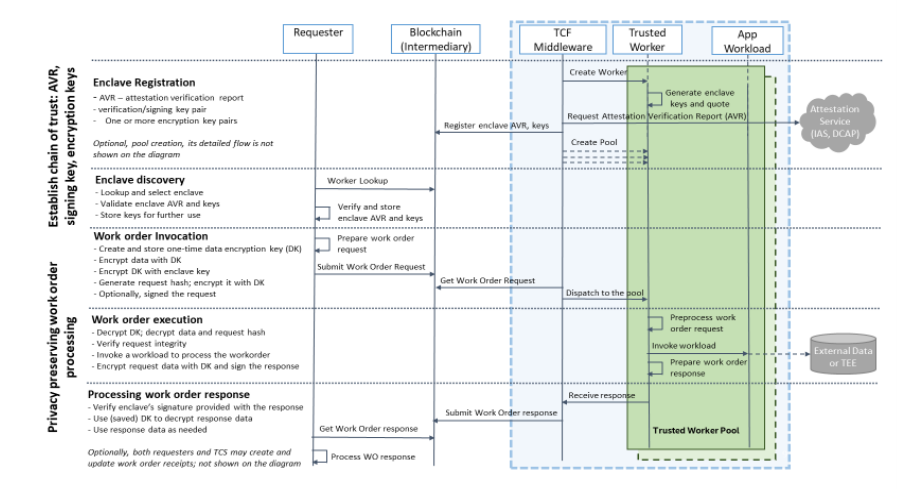 Requester
Blockchain
(Intermediary)
TCF
Middleware
Trusted
Worker
App
Workload
Establish chain of trust: AVR,
signing key, encryption keys
Enclave Registration
- AVR – attestation verification report
- verification/signing key pair
- One or more encryption key pairs
Optional, pool creation, its detailed flow is not
shown on the diagram
Create Worker
Generate enclave
keys and quote
Request Attestation Verification Report (AVR)
Register enclave AVR, keys
Create Pool
Attestation
Service
(IAS, DCAP)
Enclave discovery
- Lookup and select enclave
- Validate enclave AVR and keys
- Store keys for further use
Worker Lookup
Verify and store
enclave AVR and keys
Privacy preserving work order
processing
Work order Invocation
- Create and store one-time data encryption key (DK)
- Encrypt data with DK
- Encrypt DK with enclave key
- Generate request hash; encrypt it with DK
- Optionally, signed the request
Prepare work order
request
Submit Work Order Request
Get Work Order Request
Dispatch to the pool
Work order execution
- Decrypt DK; decrypt data and request hash
- Verify request integrity
- Invoke a workload to process the workorder
- Encrypt request data with DK and sign the response
Preprocess work
order request
Invoke workload
Prepare work order
response
External Data
or TEE
Processing work order response
- Verify enclave's signature provided with the response
- Use (saved) DK to decrypt response data
- Use response data as needed
Optionally, both requesters and TCS may create and
update work order receipts; not shown on the diagram
Receive response
Submit Work Order response
Get Work Order response
Process WO response
Trusted Worker Pool